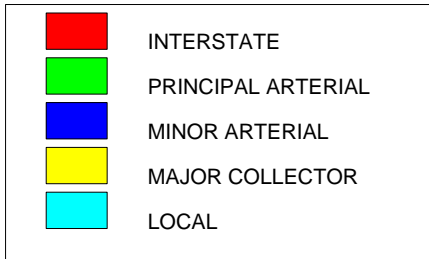 INTERSTATE
PRINCIPAL ARTERIAL
MINOR ARTERIAL
MAJOR COLLECTOR
LOCAL